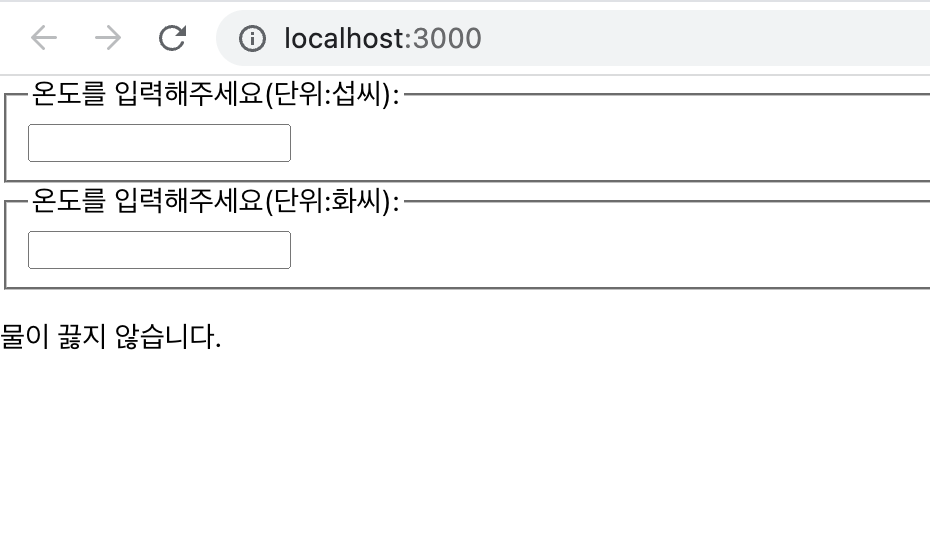 localhost:3000
온도를 입력해주세요(단위:섭씨):
온도를 입력해주세요(단위:화씨):
물이 끓지 않습니다.